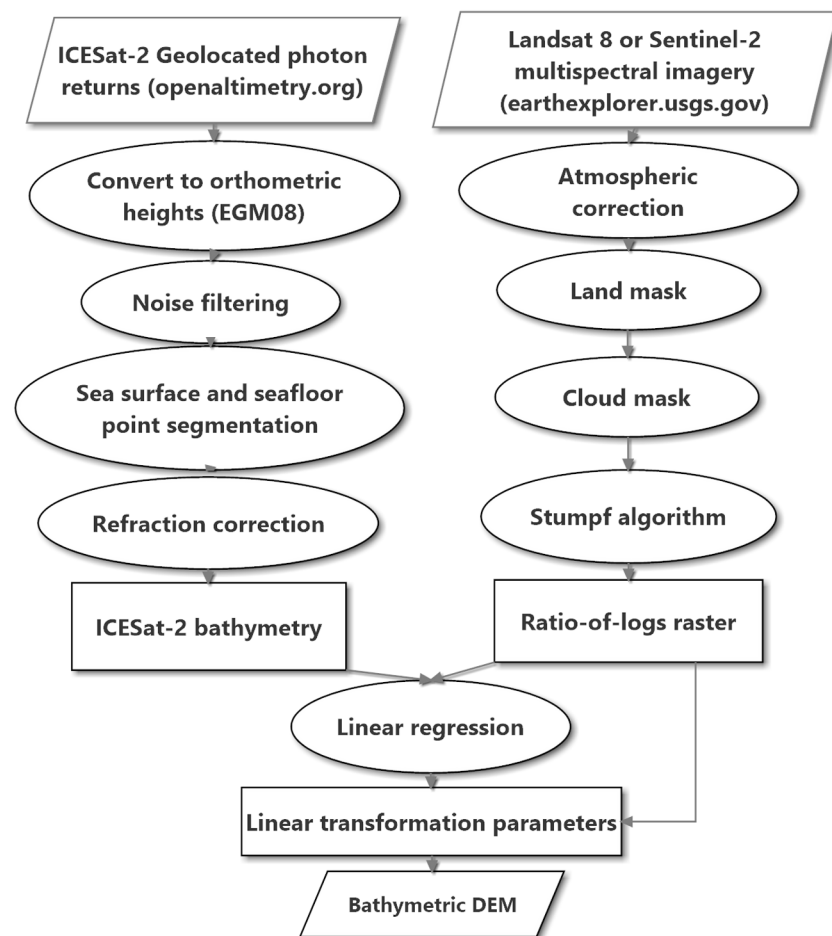 ICESat-2 Geolocated photon
returns (openaltimetry.org)
Landsat 8 or Sentinel-2
multispectral imagery
(earthexplorer.usgs.gov)
Convert to orthometric
heights (EGM08)
Atmospheric
correction
Noise filtering
Land mask
Sea surface and seafloor
point segmentation
Cloud mask
Refraction correction
Stumpf algorithm
ICESat-2 bathymetry
Ratio-of-logs raster
Linear regression
Linear transformation parameters
Bathymetric DEM